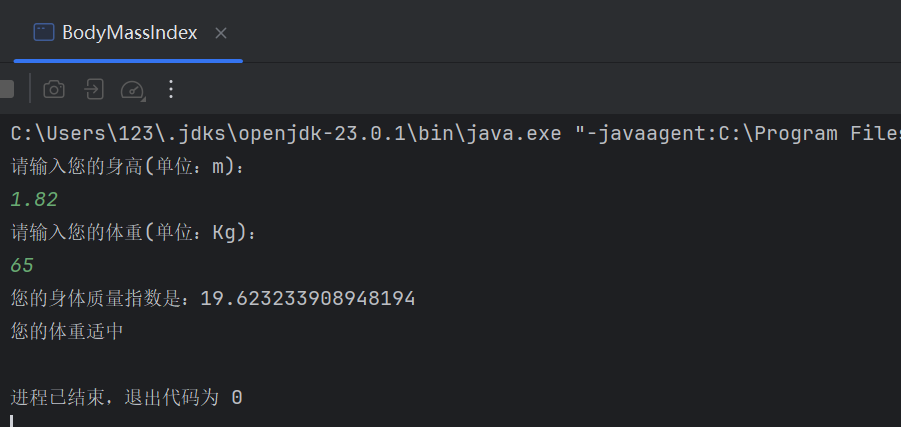 BodyMassIndex
C:\Users\123\.jdks\openjdk-23.0.1\bin\java.exe "-javaagent:C:\Program Files
请输入您的身高(单位：m)：
1.82
请输入您的体重(单位：Kg)：
65
您的身体质量指数是：19.623233908948194
您的体重适中
进程已结束，退出代码为 0